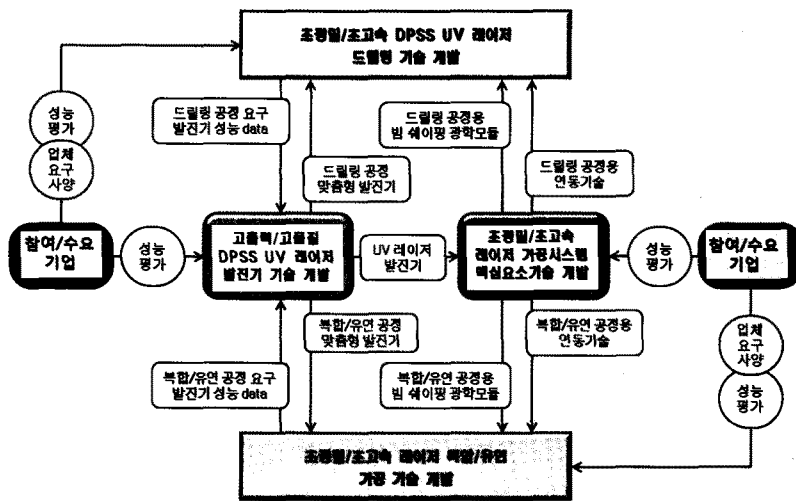 초정밀/초고속 DPSS UV 레이저
드릴링 기술 개발
성능
평가
업체
요구
사양
드릴링 공정 요구
발진기 성능 data
드릴링 공정
맞춤형 발진기
드릴링 공정용
빔 쉐이핑 광학모듈
드릴링 공정용
연동기술
참여/수요
기업
성능
평가
고출력/고품질
DPSS UV 레이저
발진기 기술 개발
UV 레이저
발진기
초정밀/초고속
레이저 가공시스템
핵심요소기술 개발
성능
평가
참여/수요
기업
복합/유연 공정 요구
발진기 성능 data
복합/유연 공정
맞춤형 발진기
복합/유연 공정용
빔 쉐이핑 광학모듈
복합/유연 공정용
연동기술
업체
요구
사양
성능
평가
초정밀/초고속 레이저 복합/유연
가공 기술 개발